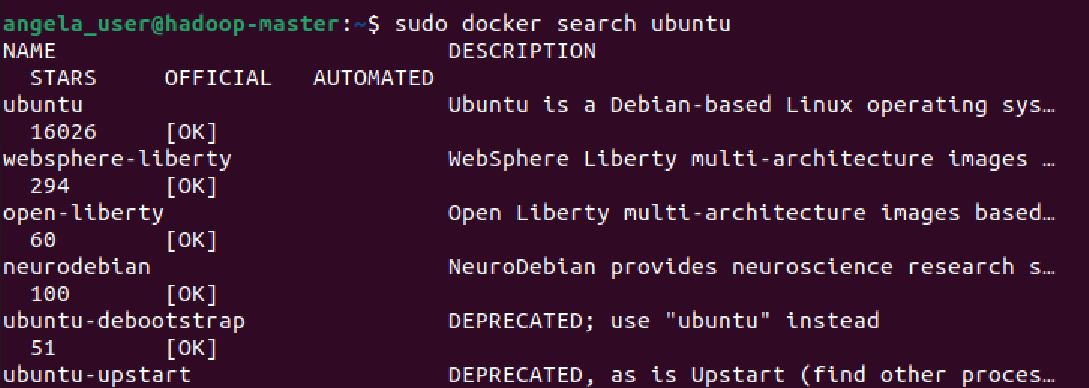 angela_user@hadoop-master:~$ sudo docker search ubuntu
NAME DESCRIPTION
STARS OFFICIAL AUTOMATED
ubuntu Ubuntu is a Debian-based Linux operating sys…
16026 [OK]
websphere-liberty WebSphere Liberty multi-architecture images …
294 [OK]
open-liberty Open Liberty multi-architecture images based…
60 [OK]
neurodebian NeuroDebian provides neuroscience research s…
100 [OK]
ubuntu-debootstrap DEPRECATED; use "ubuntu" instead
51 [OK]
ubuntu-upstart DEPRECATED, as is Upstart (find other proces…